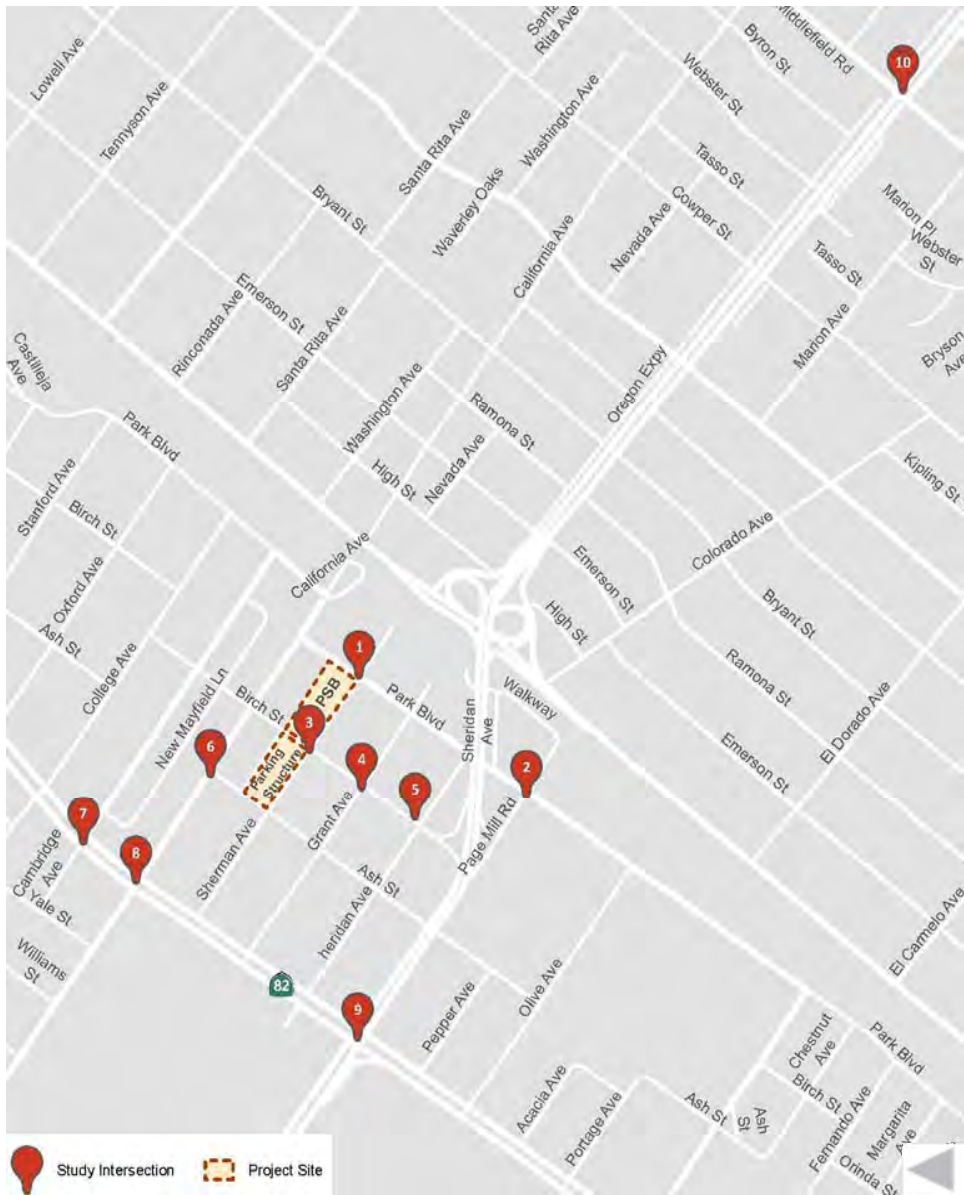 Lowell Ave
Tennyson Ave
Santa
Rita Ave
Middlefield Rd
Byron St
Webster St
10
Washington Ave
Santa Rita Ave
Tasso St
Waverley Oaks
Bryant St
Cowper St
Marion Pl
Webster
St
Nevada Ave
California Ave
Tasso St
Emerson St
Rinconada Ave
Santa Rita Ave
Marion Ave
Bryson
Ave
Castilleja
Ave
Oregon Expy
Washington Ave
Ramona St
Park Blvd
High St
Nevada Ave
Kipling St
Stanford Ave
Birch St
Colorado Ave
California Ave
Emerson St
Oxford Ave
High St
Bryant St
Ash St
College Ave
1
Ramona St
New Mayfield Ln
PSB
Walkway
Birch St
Park Blvd
Sheridan
Ave
El Dorado Ave
3
6
Parking
Structure
4
2
Emerson St
5
Grant Ave
Page Mill Rd
7
8
Sherman Ave
Cambridge
Ave
Ash St
Yale St
heridan Ave
El Carmelo Ave
Williams
St
82
Olive Ave
9
Pepper Ave
Chestnut
Ave
Park Blvd
Acacia Ave
Birch St
Ash St
Ash
St
Portage Ave
Fernando Ave
Margarita
Ave
Orinda St
Study Intersection
Project Site